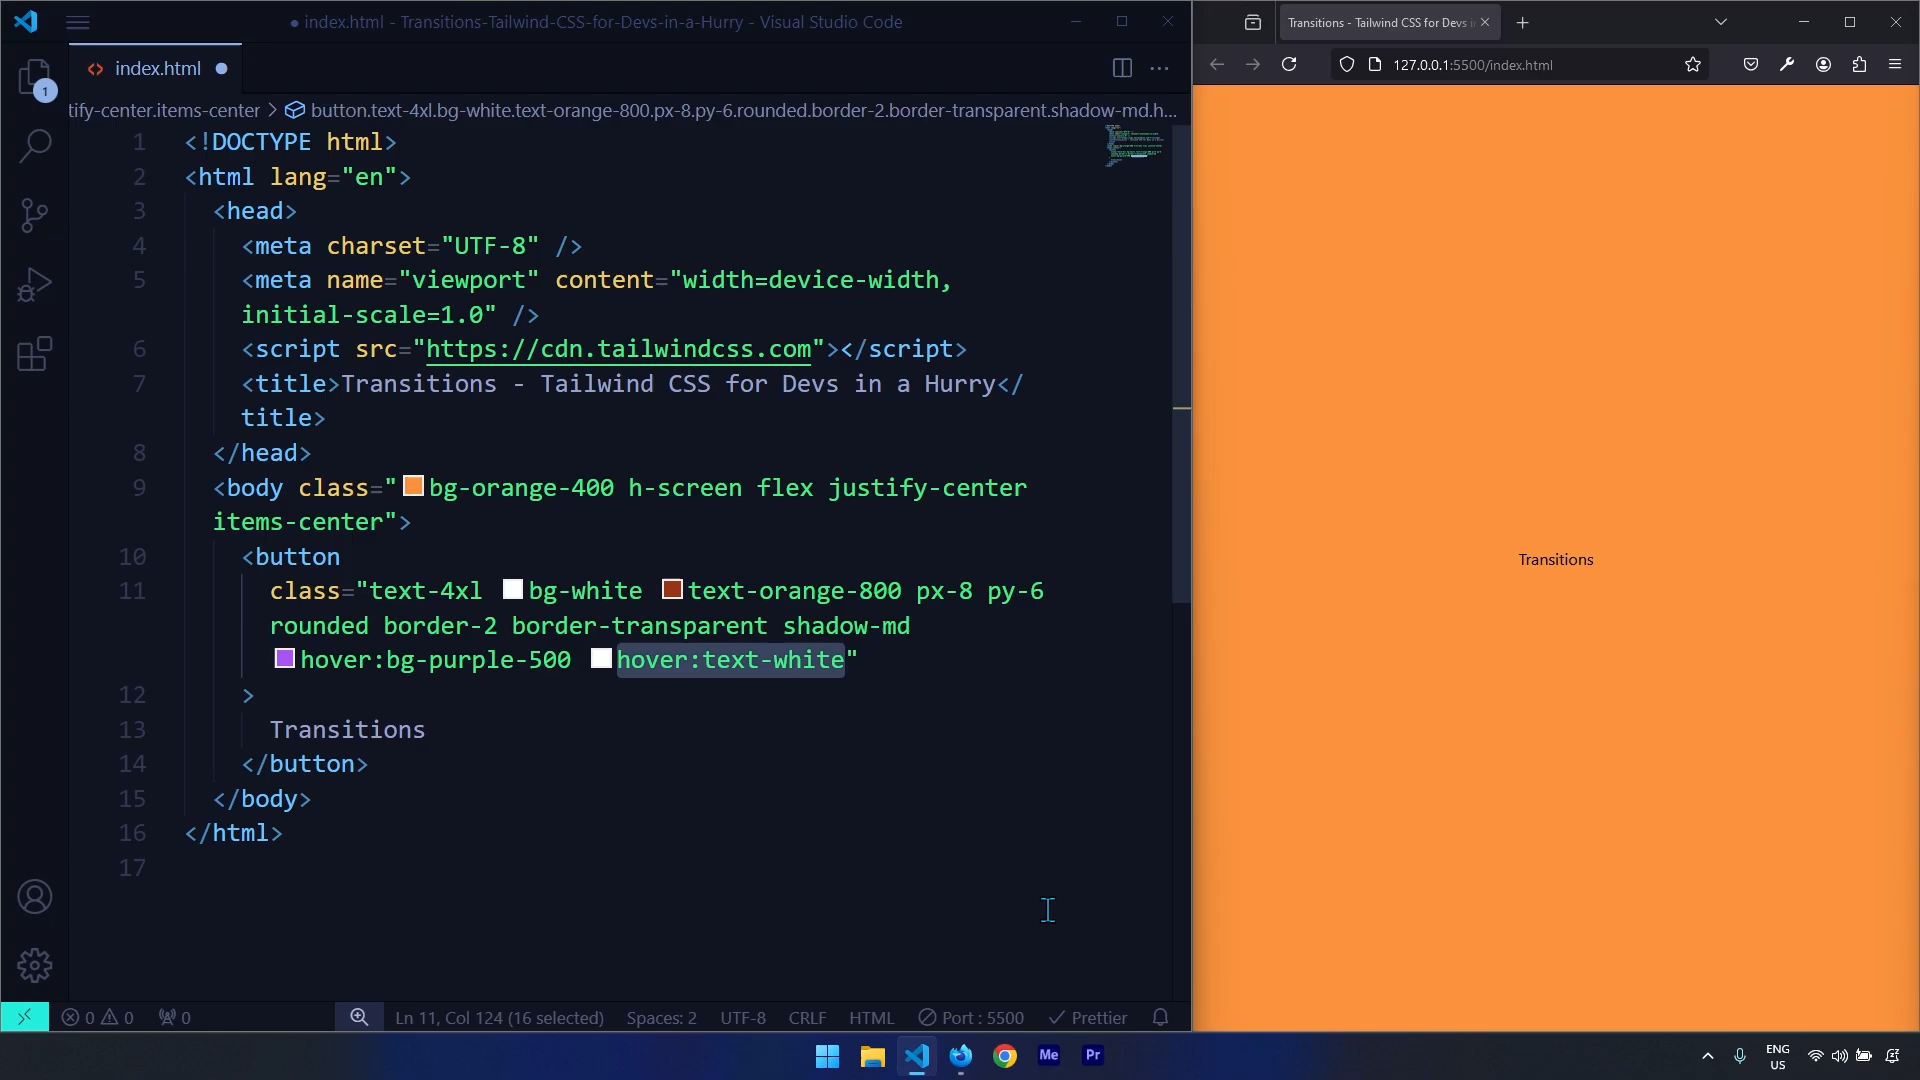 ● index.html - Transitions-Tailwind-CSS-for-Devs-in-a-Hurry - Visual Studio Code
index.html
1
tify-center.items-center > button.text-4xl.bg-white.text-orange-800.px-8.py-6.rounded.border-2.border-transparent.shadow-md.h...
1 <!DOCTYPE html>
2 <html lang="en">
3 <head>
4 <meta charset="UTF-8" />
5 <meta name="viewport" content="width=device-width,
initial-scale=1.0" />
6 <script src="https://cdn.tailwindcss.com"></script>
7 <title>Transitions - Tailwind CSS for Devs in a Hurry</
title>
8 </head>
9 <body class="bg-orange-400 h-screen flex justify-center
items-center">
10 <button
11 class="text-4xl bg-white text-orange-800 px-8 py-6
rounded border-2 border-transparent shadow-md
hover:bg-purple-500 hover:text-white"
12 >
13 Transitions
14 </button>
15 </body>
16 </html>
17
0 0 0 Ln 11, Col 124 (16 selected) Spaces: 2 UTF-8 CRLF HTML Port : 5500 Prettier
Transitions - Tailwind CSS for Devs i
127.0.0.1:5500/index.html
Transitions
Me Pr
ENG
US